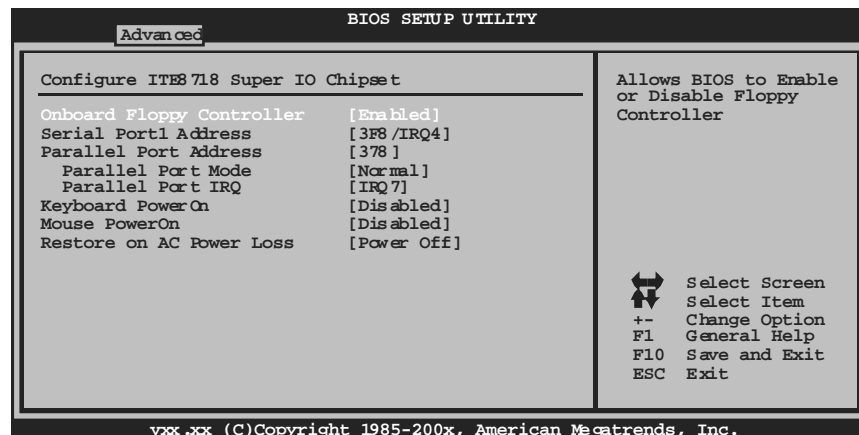 BIOS SETUP UTILITY
Advanced
Configure ITE8718 Super IO Chipset
Onboard Floppy Controller [Enabled]
Serial Port1 Address [3F8/IRQ4]
Parallel Port Address [378]
Parallel Port Mode [Normal]
Parallel Port IRQ [IRQ7]
Keyboard PowerOn [Disabled]
Mouse PowerOn [Disabled]
Restore on AC Power Loss [Power Off]
Allows BIOS to Enable
or Disable Floppy
Controller
Select Screen
Select Item
+- Change Option
F1 General Help
F10 Save and Exit
ESC Exit
vxx.xx (C)Copyright 1985-200x, American Megatrends, Inc.